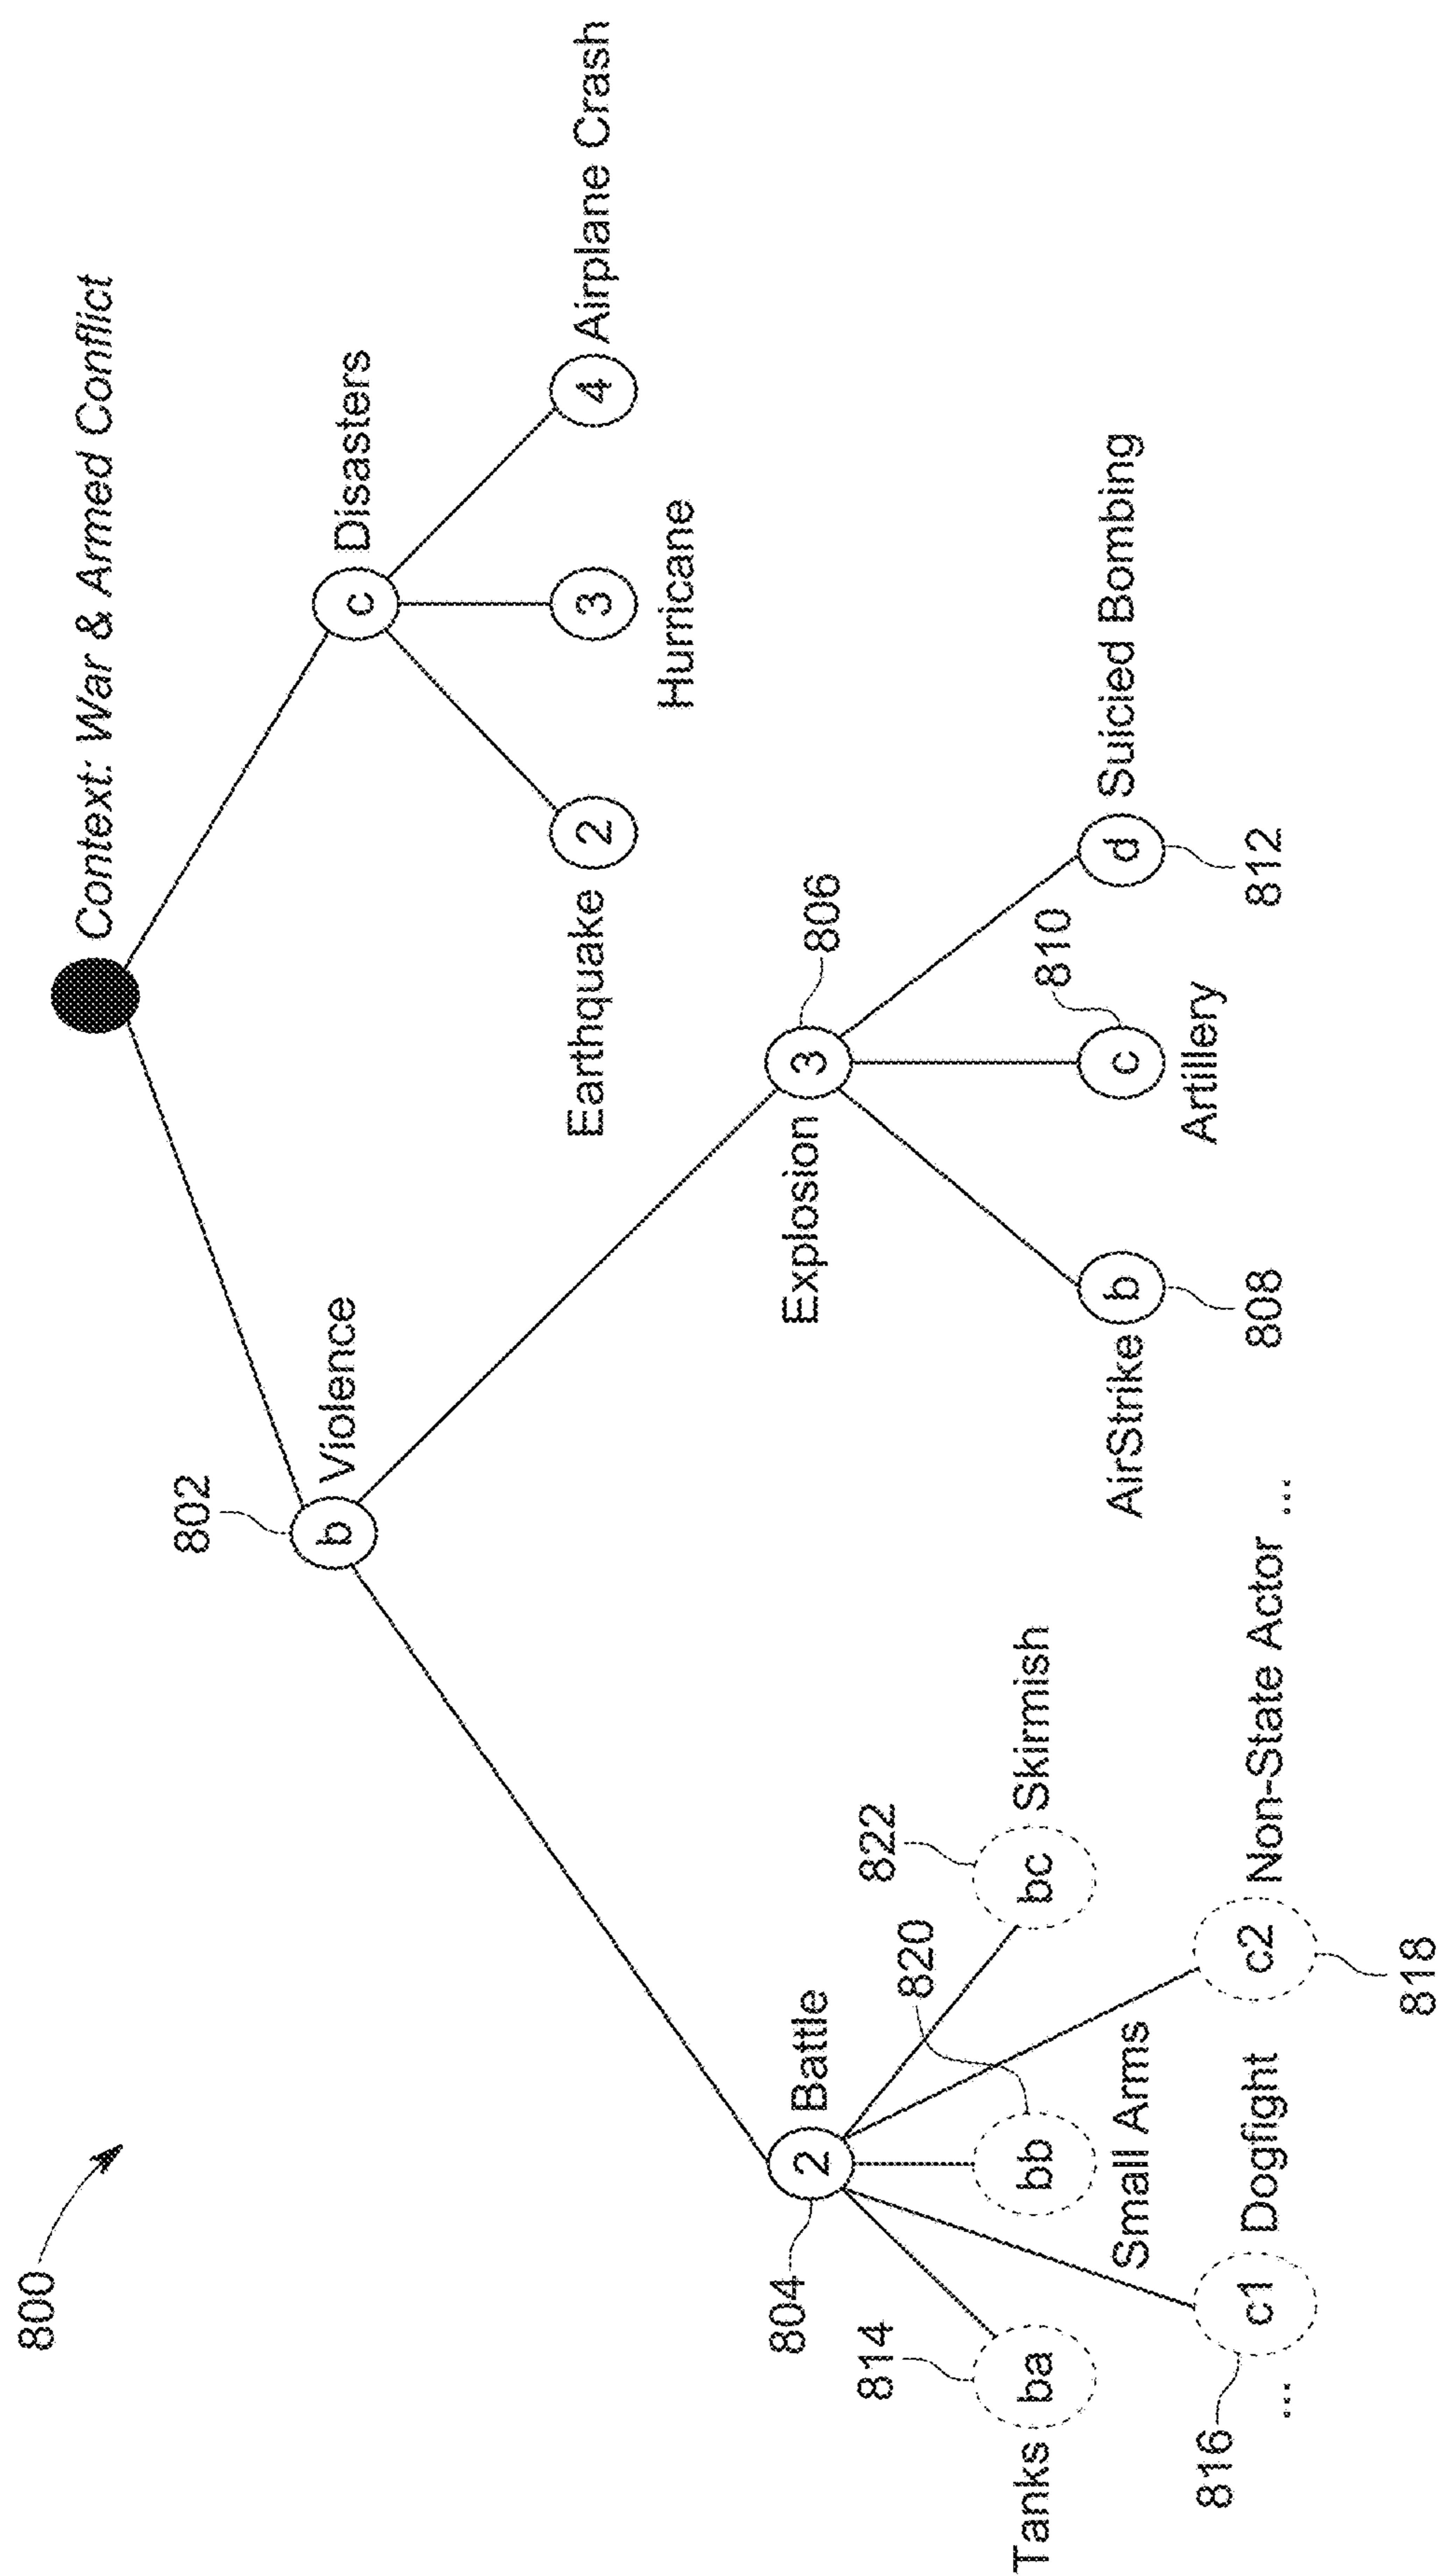 800
Context: War & Armed Conflict
802
b Violence
c Disasters
Earthquake 2
3
Hurricane
4 Airplane Crash
804
2 Battle
Explosion 3
806
814
Tanks ba
820
bb
Small Arms
822
bc Skirmish
816
c1 Dogfight
...
c2 Non-State Actor ...
818
AirStrike b
808
810
c
Artillery
d Suicied Bombing
812